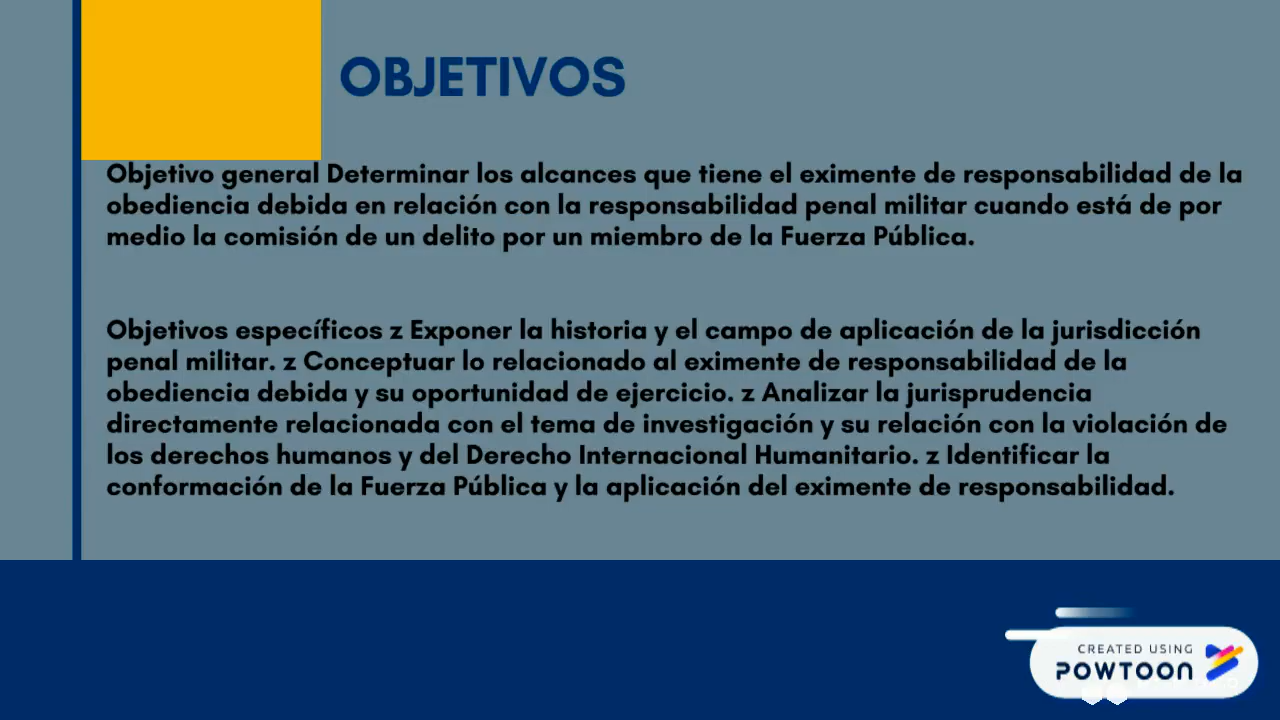 OBJETIVOS
Objetivo general Determinar los alcances que tiene el eximente de responsabilidad de la
obediencia debida en relación con la responsabilidad penal militar cuando está de por
medio la comisión de un delito por un miembro de la Fuerza Pública.
Objetivos específicos z Exponer la historia y el campo de aplicación de la jurisdicción
penal militar. z Conceptuar lo relacionado al eximente de responsabilidad de la
obediencia debida y su oportunidad de ejercicio. z Analizar la jurisprudencia
directamente relacionada con el tema de investigación y su relación con la violación de
los derechos humanos y del Derecho Internacional Humanitario. z Identificar la
conformación de la Fuerza Pública y la aplicación del eximente de responsabilidad.
CREATED USING
POWTOON